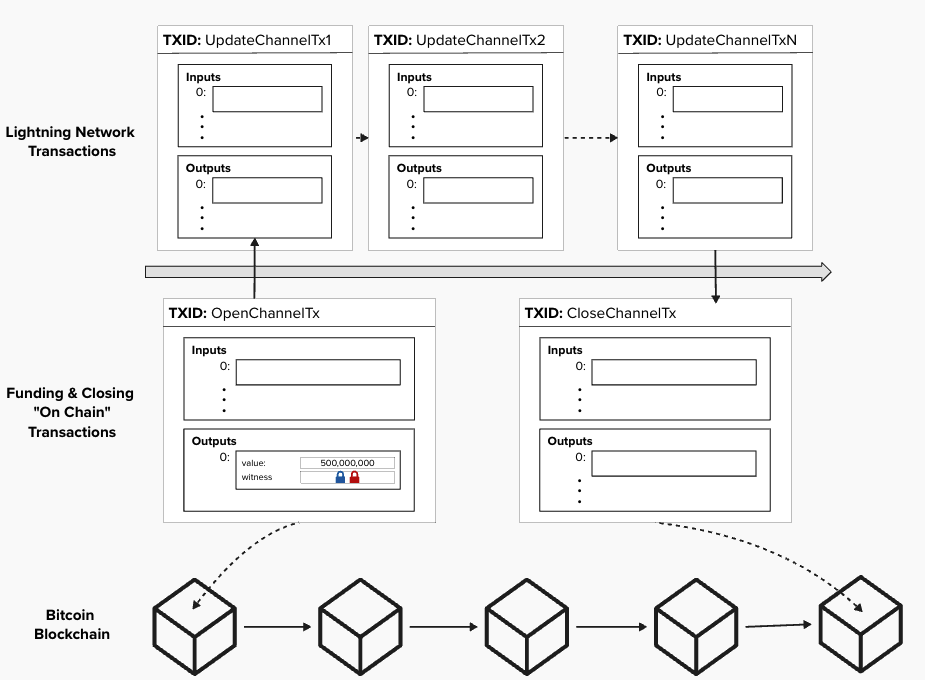 TXID: UpdateChannelTx1
Inputs
0:
Outputs
0:
TXID: UpdateChannelTx2
Inputs
0:
Outputs
0:
TXID: UpdateChannelTxN
Inputs
0:
Outputs
0:
Lightning Network
Transactions
TXID: OpenChannelTx
Inputs
0:
Outputs
0:
value: 500,000,000
witness
TXID: CloseChannelTx
Inputs
0:
Outputs
0:
Funding & Closing
"On Chain"
Transactions
Bitcoin
Blockchain